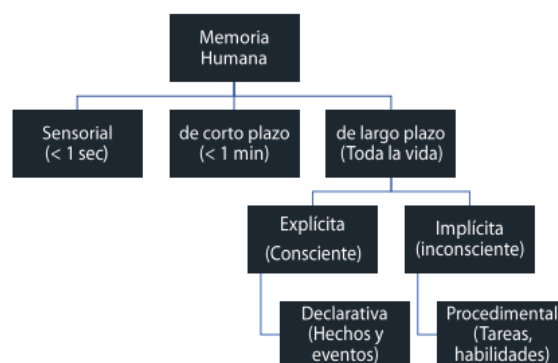 Memoria
Humana
Sensorial
(< 1 sec)
de corto plazo
(< 1 min)
de largo plazo
(Toda la vida)
Explícita
(Consciente)
Implícita
(inconsciente)
Declarativa
(Hechos y
eventos)
Procedimental
(Tareas,
habilidades)